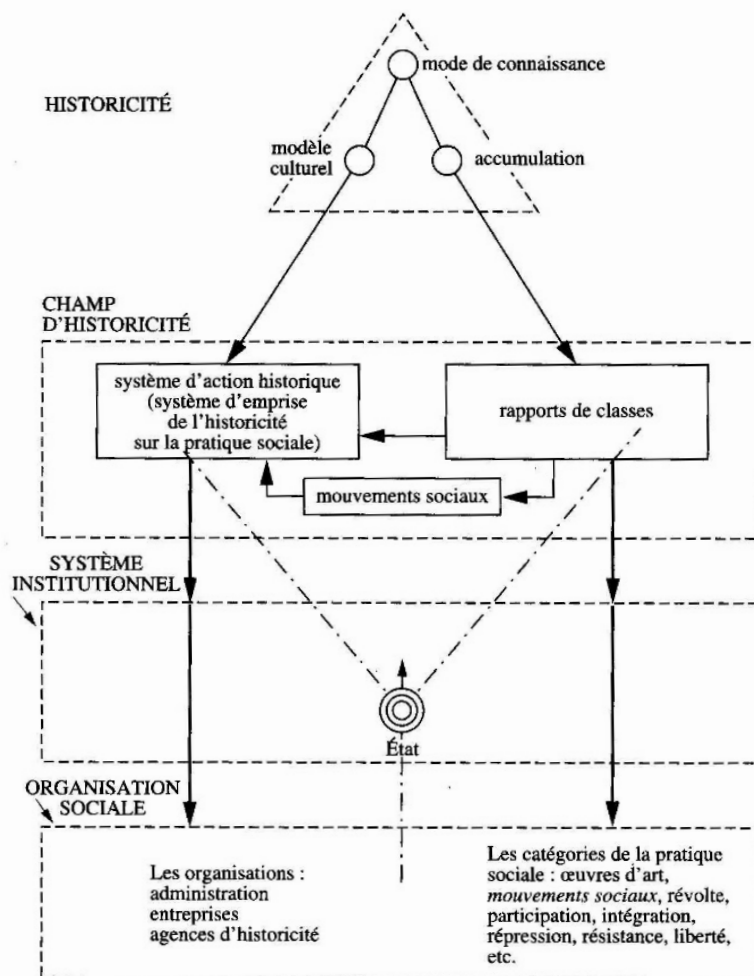 mode de connaissance
HISTORICITÉ
modèle
culturel
accumulation
CHAMP
D'HISTORICITÉ
système d'action historique
(système d'emprise
de l'historicité
sur la pratique sociale)
rapports de classes
mouvements sociaux
SYSTÈME
INSTITUTIONNEL
État
ORGANISATION
SOCIALE
Les organisations :
administration
entreprises
agences d'historicité
Les catégories de la pratique
sociale : œuvres d'art,
mouvements sociaux, révolte,
participation, intégration,
répression, résistance, liberté,
etc.